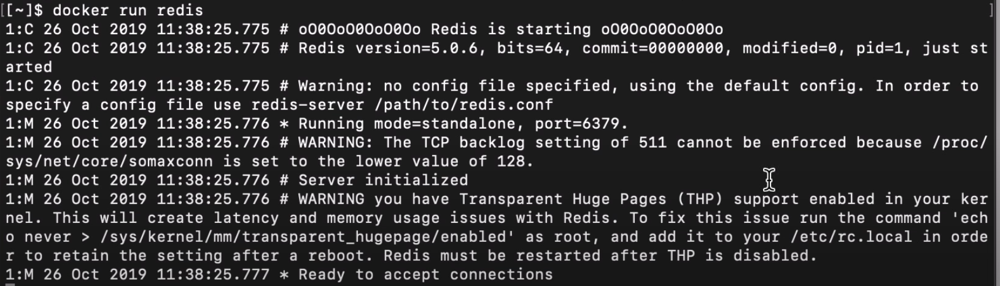 [[~]$ docker run redis ]
1:C 26 Oct 2019 11:38:25.775 # oO0OoO0OoO0Oo Redis is starting oO0OoO0OoO0Oo
1:C 26 Oct 2019 11:38:25.775 # Redis version=5.0.6, bits=64, commit=00000000, modified=0, pid=1, just st
arted
1:C 26 Oct 2019 11:38:25.775 # Warning: no config file specified, using the default config. In order to
specify a config file use redis-server /path/to/redis.conf
1:M 26 Oct 2019 11:38:25.776 * Running mode=standalone, port=6379.
1:M 26 Oct 2019 11:38:25.776 # WARNING: The TCP backlog setting of 511 cannot be enforced because /proc/
sys/net/core/somaxconn is set to the lower value of 128.
1:M 26 Oct 2019 11:38:25.776 # Server initialized
1:M 26 Oct 2019 11:38:25.776 # WARNING you have Transparent Huge Pages (THP) support enabled in your ker
nel. This will create latency and memory usage issues with Redis. To fix this issue run the command 'ech
o never > /sys/kernel/mm/transparent_hugepage/enabled' as root, and add it to your /etc/rc.local in orde
r to retain the setting after a reboot. Redis must be restarted after THP is disabled.
1:M 26 Oct 2019 11:38:25.777 * Ready to accept connections